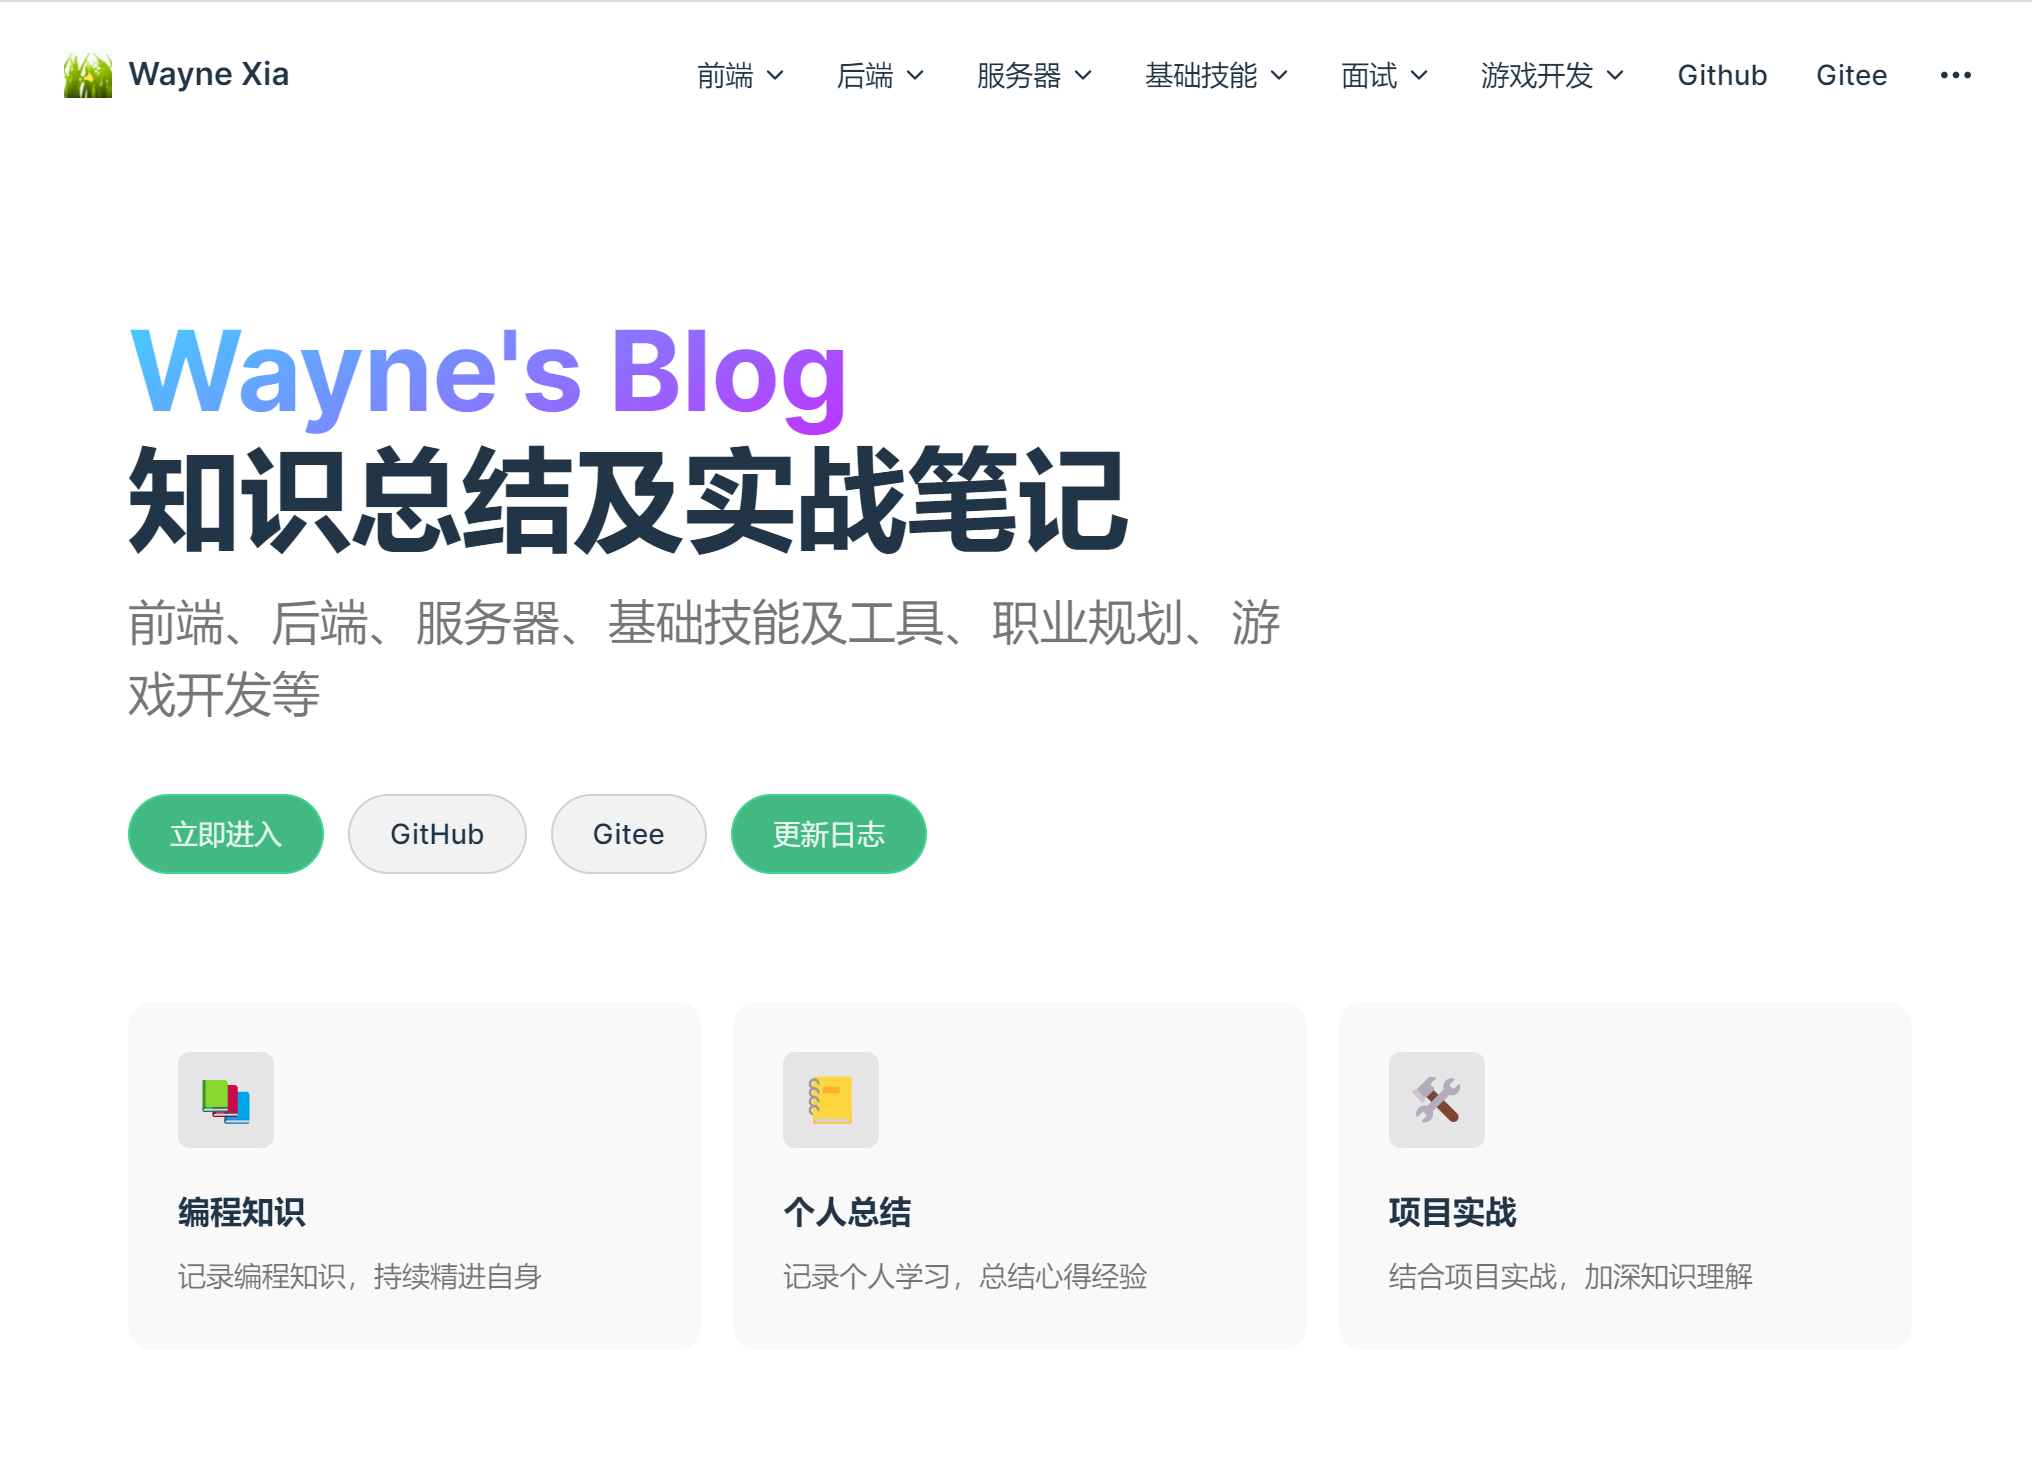 Wayne Xia
前端 后端 服务器 基础技能 面试 游戏开发 Github Gitee
Wayne's Blog
知识总结及实战笔记
前端、后端、服务器、基础技能及工具、职业规划、游
戏开发等
立即进入 GitHub Gitee 更新日志
编程知识
记录编程知识，持续精进自身
个人总结
记录个人学习，总结心得经验
项目实战
结合项目实战，加深知识理解